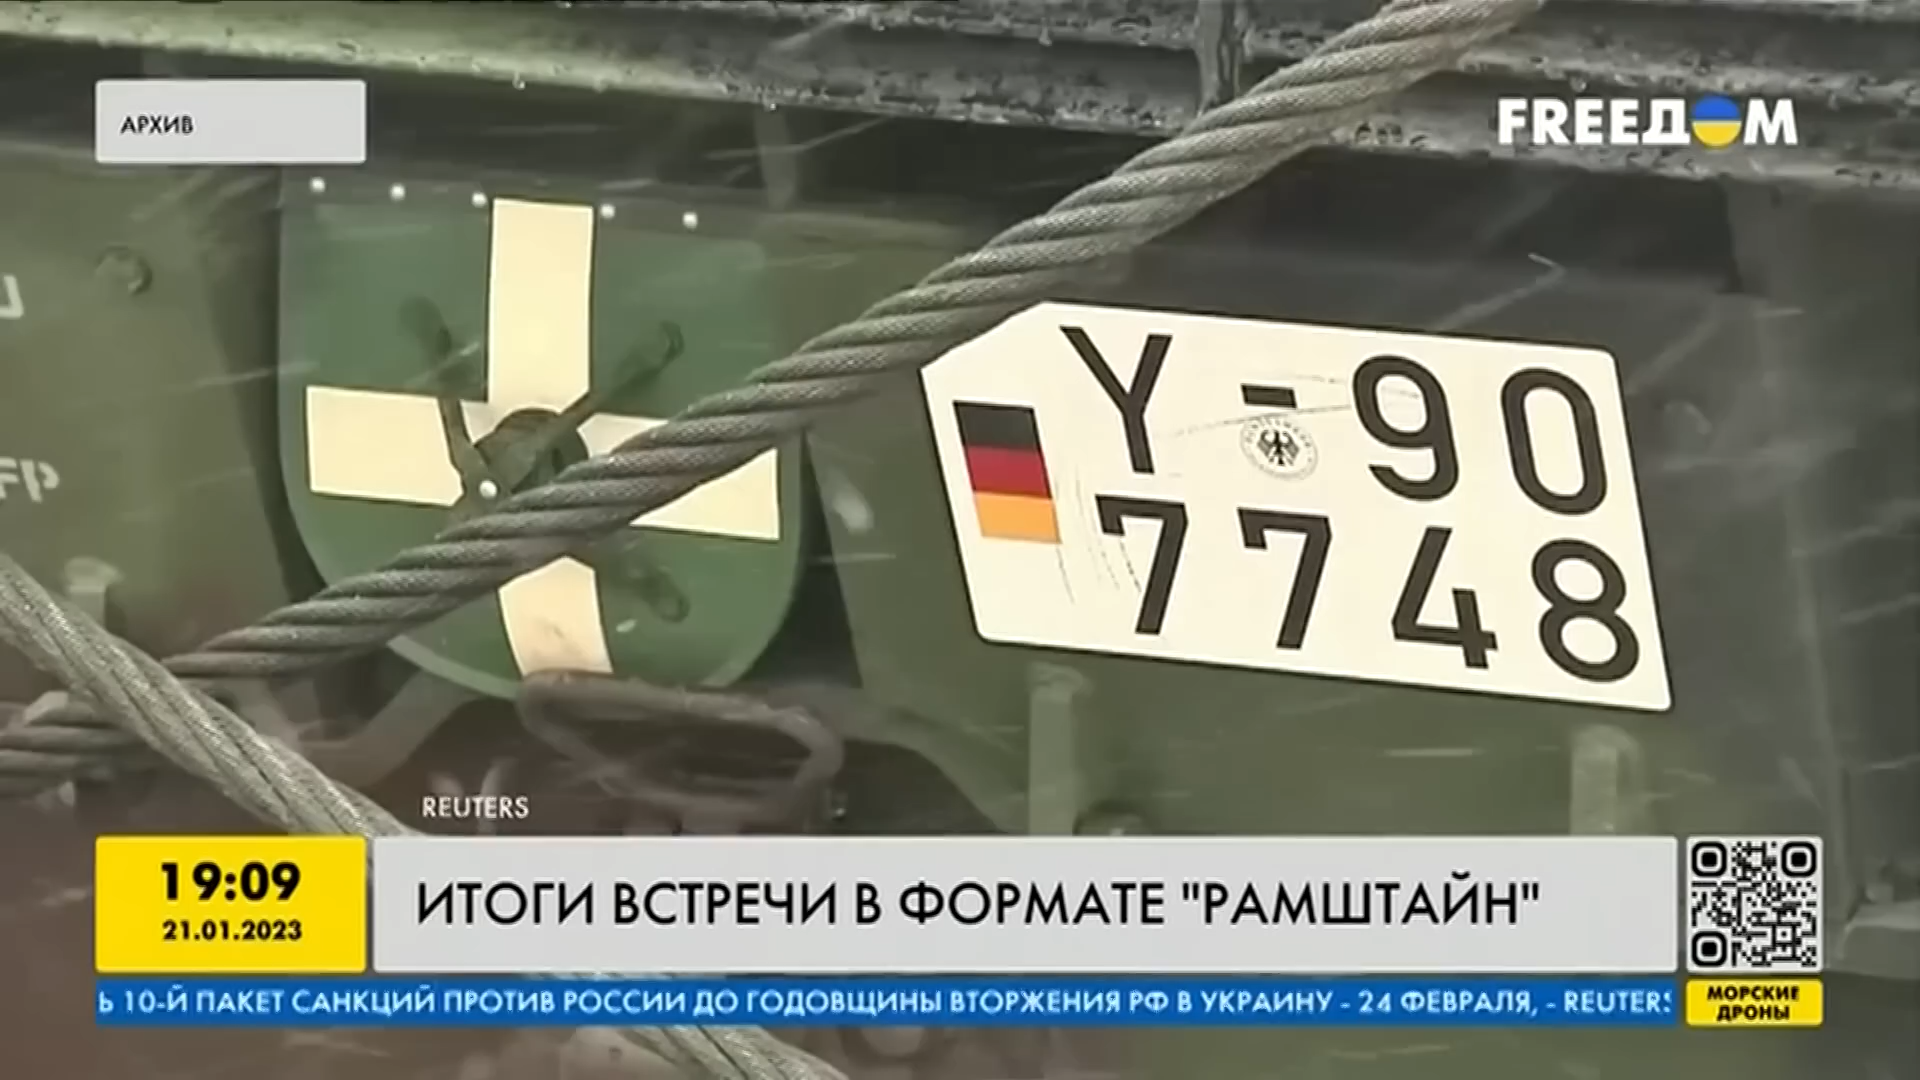 АРХИВ
FREEДОМ
Y-90
7748
REUTERS
19:09
21.01.2023
ИТОГИ ВСТРЕЧИ В ФОРМАТЕ "РАМШТАЙН"
Ь 10-Й ПАКЕТ САНКЦИЙ ПРОТИВ РОССИИ ДО ГОДОВЩИНЫ ВТОРЖЕНИЯ РФ В УКРАИНУ - 24 ФЕВРАЛЯ, - REUTERS
МОРСКИЕ
ДРОНЫ